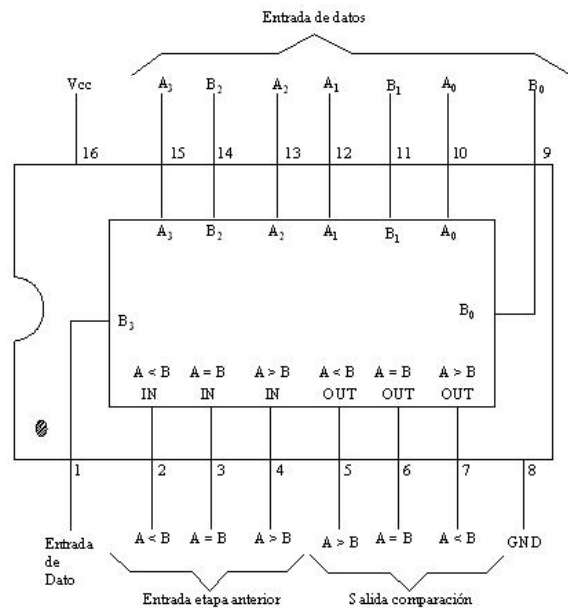 Entrada de datos
Vcc A₃ B₂ A₂ A₁ B₁ A₀ B₀
16 15 14 13 12 11 10 9
A₃ B₂ A₂ A₁ B₁ A₀
B₃ B₀
A < B A = B A > B A < B A = B A > B
IN IN IN OUT OUT OUT
1 2 3 4 5 6 7 8
Entrada de Dato A < B A = B A > B A > B A = B A < B GND
Entrada etapa anterior Salida comparación